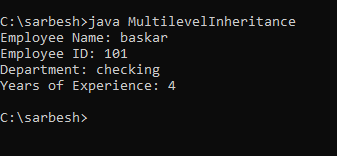 C:\sarbesh>java MultilevelInheritance
Employee Name: baskar
Employee ID: 101
Department: checking
Years of Experience: 4
C:\sarbesh>